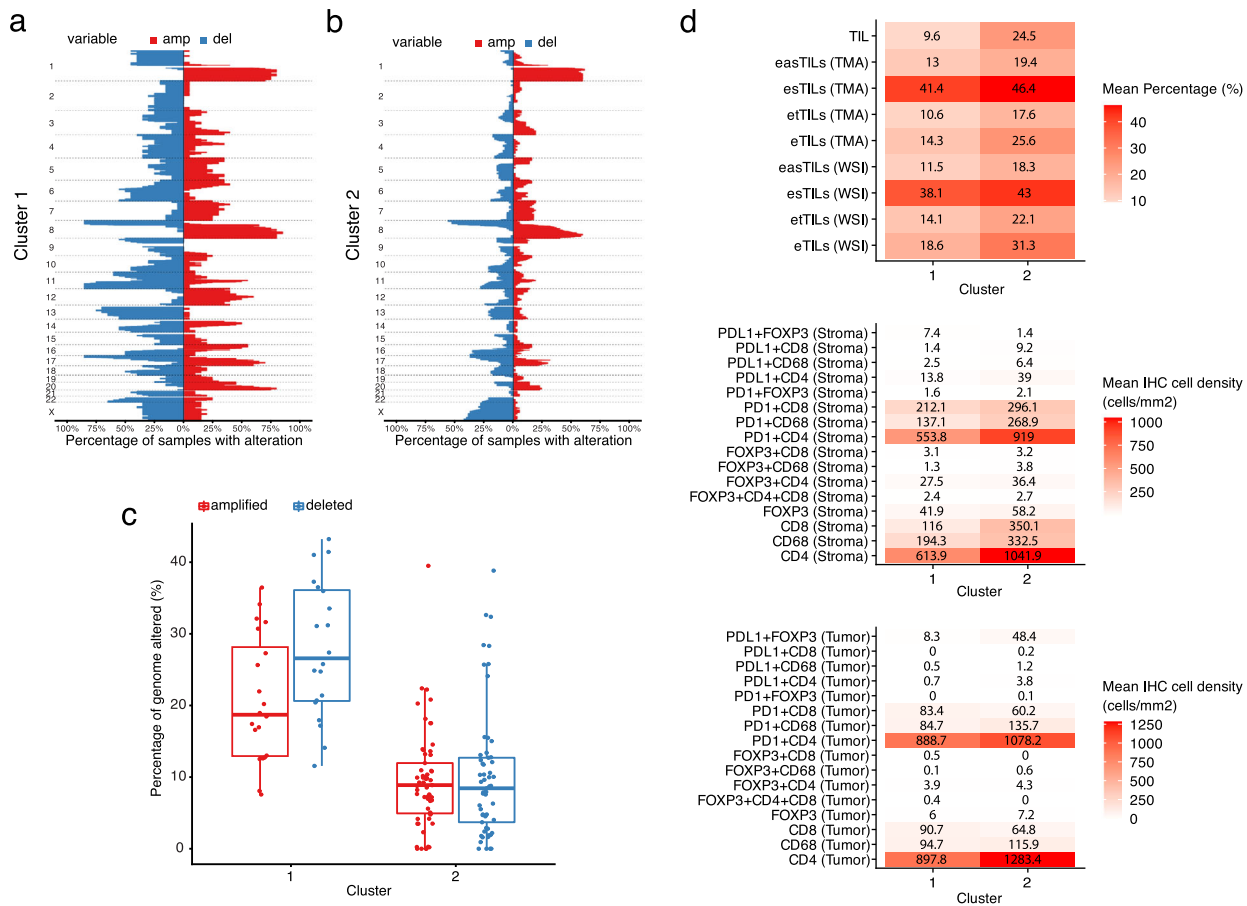 a
variable amp del
Cluster 1
1
2
3
4
5
6
7
8
9
10
11
12
13
14
15
16
17
18
19
20
21
22
X
100% 75% 50% 25% 0% 25% 50% 75% 100%
Percentage of samples with alteration
b
variable amp del
Cluster 2
1
2
3
4
5
6
7
8
9
10
11
12
13
14
15
16
17
18
19
20
21
22
X
100% 75% 50% 25% 0% 25% 50% 75% 100%
Percentage of samples with alteration
c
amplified deleted
Percentage of genome altered (%)
40
30
20
10
0
1 2
Cluster
d
TIL 9.6 24.5
easTILs (TMA) 13 19.4
esTILs (TMA) 41.4 46.4
etTILs (TMA) 10.6 17.6
eTILs (TMA) 14.3 25.6
easTILs (WSI) 11.5 18.3
esTILs (WSI) 38.1 43
etTILs (WSI) 14.1 22.1
eTILs (WSI) 18.6 31.3
1 2
Cluster
Mean Percentage (%)
40
30
20
10
PDL1+FOXP3 (Stroma) 7.4 1.4
PDL1+CD8 (Stroma) 1.4 9.2
PDL1+CD68 (Stroma) 2.5 6.4
PDL1+CD4 (Stroma) 13.8 39
PD1+FOXP3 (Stroma) 1.6 2.1
PD1+CD8 (Stroma) 212.1 296.1
PD1+CD68 (Stroma) 137.1 268.9
PD1+CD4 (Stroma) 553.8 919
FOXP3+CD8 (Stroma) 3.1 3.2
FOXP3+CD68 (Stroma) 1.3 3.8
FOXP3+CD4 (Stroma) 27.5 36.4
FOXP3+CD4+CD8 (Stroma) 2.4 2.7
FOXP3 (Stroma) 41.9 58.2
CD8 (Stroma) 116 350.1
CD68 (Stroma) 194.3 332.5
CD4 (Stroma) 613.9 1041.9
1 2
Cluster
Mean IHC cell density
(cells/mm2)
1000
750
500
250
PDL1+FOXP3 (Tumor) 8.3 48.4
PDL1+CD8 (Tumor) 0 0.2
PDL1+CD68 (Tumor) 0.5 1.2
PDL1+CD4 (Tumor) 0.7 3.8
PD1+FOXP3 (Tumor) 0 0.1
PD1+CD8 (Tumor) 83.4 60.2
PD1+CD68 (Tumor) 84.7 135.7
PD1+CD4 (Tumor) 888.7 1078.2
FOXP3+CD8 (Tumor) 0.5 0
FOXP3+CD68 (Tumor) 0.1 0.6
FOXP3+CD4 (Tumor) 3.9 4.3
FOXP3+CD4+CD8 (Tumor) 0.4 0
FOXP3 (Tumor) 6 7.2
CD8 (Tumor) 90.7 64.8
CD68 (Tumor) 94.7 115.9
CD4 (Tumor) 897.8 1283.4
1 2
Cluster
Mean IHC cell density
(cells/mm2)
1250
1000
750
500
250
0